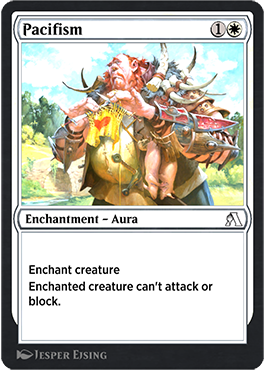 Pacifism 1
Enchantment – Aura
Enchant creature
Enchanted creature can't attack or
block.
Jesper Ejsing